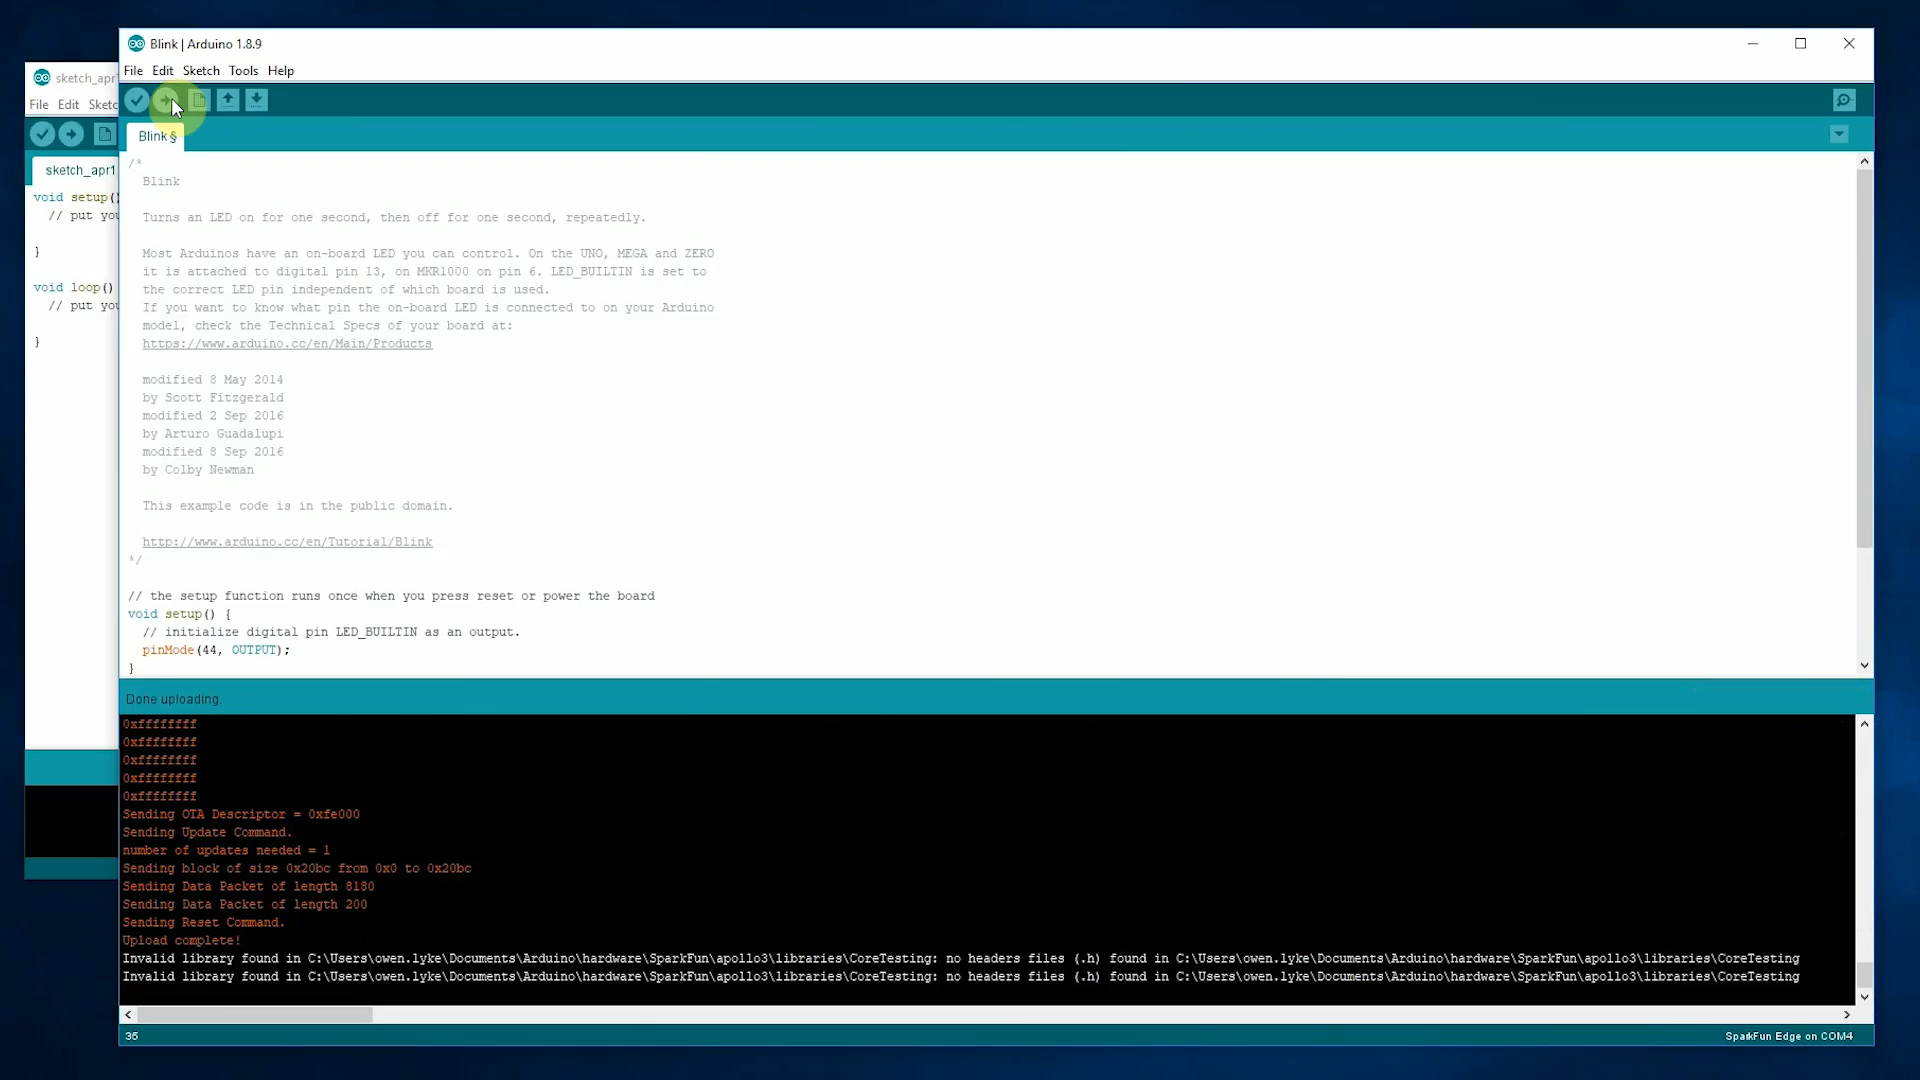 Blink | Arduino 1.8.9
File Edit Sketch Tools Help
Blink §
/*
Blink
Turns an LED on for one second, then off for one second, repeatedly.
Most Arduinos have an on-board LED you can control. On the UNO, MEGA and ZERO
it is attached to digital pin 13, on MKR1000 on pin 6. LED_BUILTIN is set to
the correct LED pin independent of which board is used.
If you want to know what pin the on-board LED is connected to on your Arduino
model, check the Technical Specs of your board at:
https://www.arduino.cc/en/Main/Products
modified 8 May 2014
by Scott Fitzgerald
modified 2 Sep 2016
by Arturo Guadalupi
modified 8 Sep 2016
by Colby Newman
This example code is in the public domain.
http://www.arduino.cc/en/Tutorial/Blink
*/
// the setup function runs once when you press reset or power the board
void setup() {
// initialize digital pin LED_BUILTIN as an output.
pinMode(44, OUTPUT);
}
Done uploading.
0xffffffff
0xffffffff
0xffffffff
0xffffffff
0xffffffff
Sending OTA Descriptor = 0xfe000
Sending Update Command.
number of updates needed = 1
Sending block of size 0x20bc from 0x0 to 0x20bc
Sending Data Packet of length 8180
Sending Data Packet of length 200
Sending Reset Command.
Upload complete!
Invalid library found in C:\Users\owen.lyke\Documents\Arduino\hardware\SparkFun\apollo3\libraries\CoreTesting: no headers files (.h) found in C:\Users\owen.lyke\Documents\Arduino\hardware\SparkFun\apollo3\libraries\CoreTesting
Invalid library found in C:\Users\owen.lyke\Documents\Arduino\hardware\SparkFun\apollo3\libraries\CoreTesting: no headers files (.h) found in C:\Users\owen.lyke\Documents\Arduino\hardware\SparkFun\apollo3\libraries\CoreTesting
35
SparkFun Edge on COM4
sketch_apr
File Edit Sketc
sketch_apr1
void setup()
// put you
}
void loop()
// put you
}